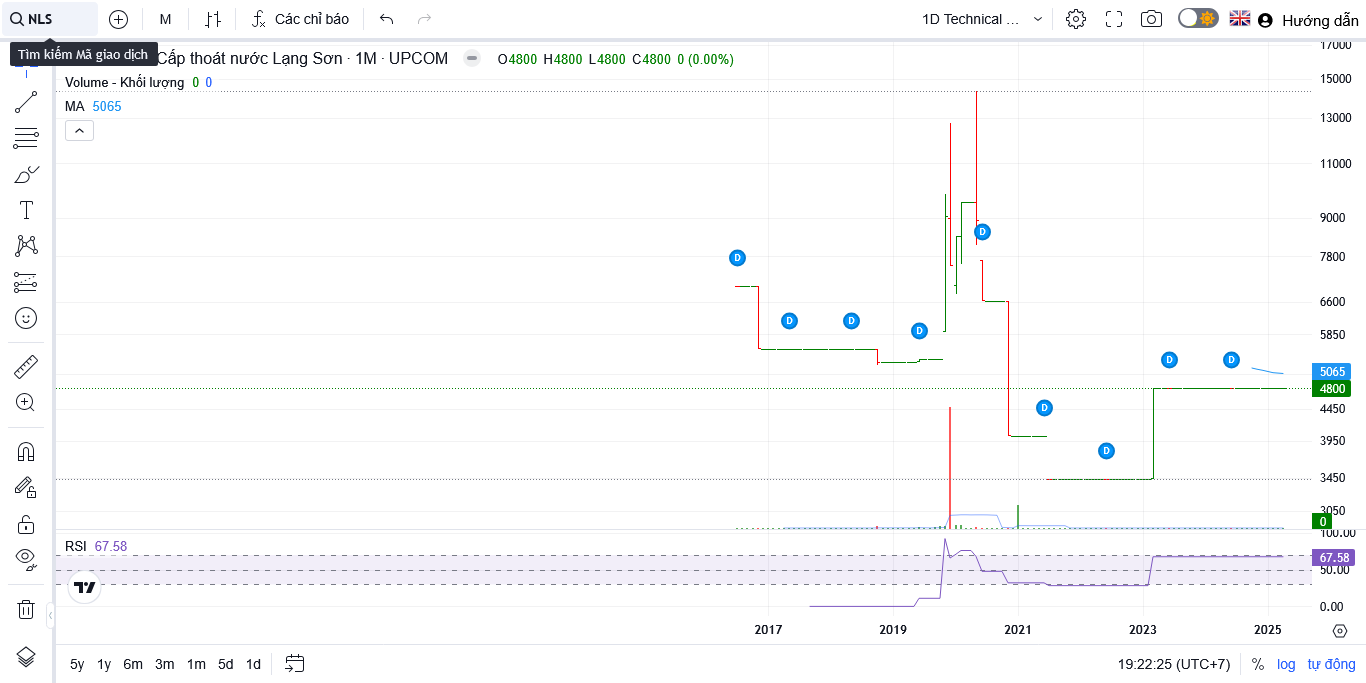 NLS
M
Các chỉ báo
1D Technical ...
Hướng dẫn
Tìm kiếm Mã giao dịch
Cấp thoát nước Lạng Sơn · 1M · UPCOM
O4800 H4800 L4800 C4800 0 (0.00%)
Volume - Khối lượng 0 0
MA 5065
17000
15000
13000
11000
9000
7800
6600
5850
5065
4800
4450
3950
3450
3050
0
D
D
D
D
D
D
D
D
D
RSI 67.58
100.00
67.58
50.00
0.00
2017
2019
2021
2023
2025
5y 1y 6m 3m 1m 5d 1d
19:22:25 (UTC+7)
% log tự động